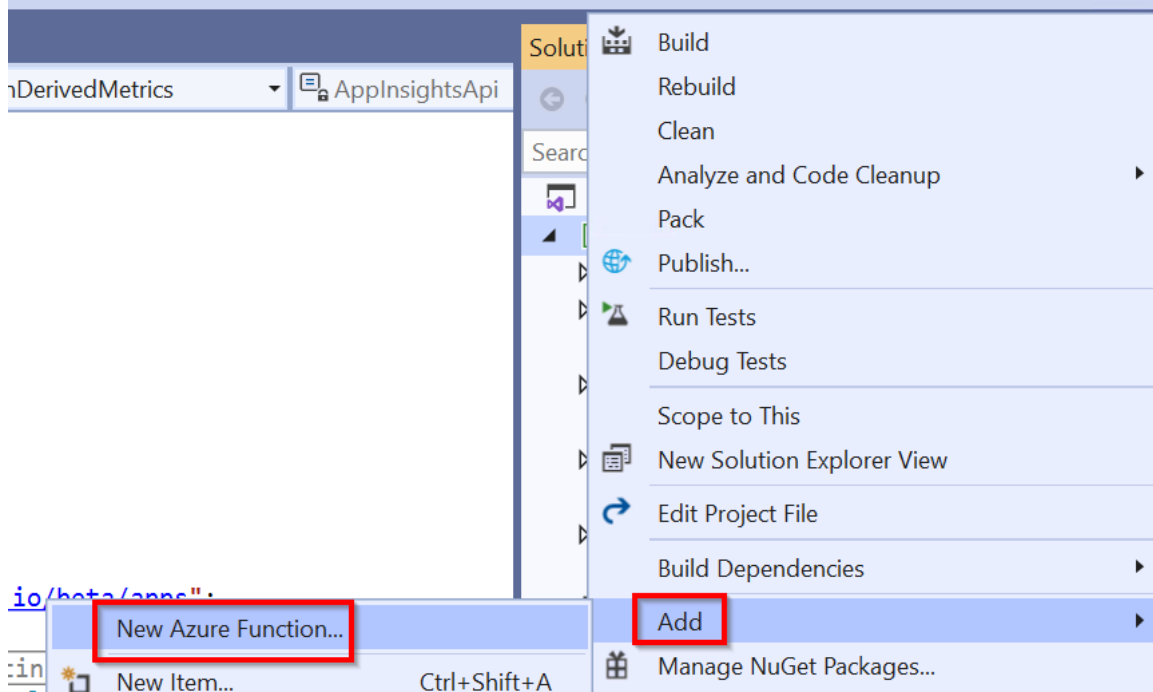 Build
Rebuild
Clean
Analyze and Code Cleanup
Pack
Publish...
Run Tests
Debug Tests
Scope to This
New Solution Explorer View
Edit Project File
Build Dependencies
Add
Manage NuGet Packages...
Soluti
nDerivedMetrics
AppInsightsApi
Searc
io/beta/apps";
New Azure Function...
New Item...
Ctrl+Shift+A